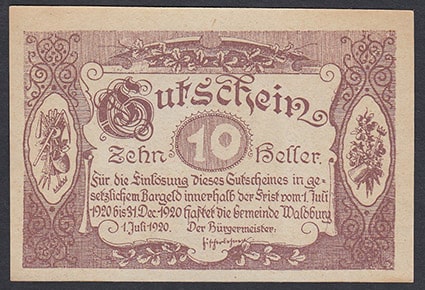 Gutschein
10
Zehn Heller.
Für die Einlösung dieses Gutscheines in ge-
setzlichem Bargeld innerhalb der Frist vom 1. Juli
1920 bis 31. Dez. 1920 haftet die Gemeinde Waldburg
1. Juli 1920. Der Bürgermeister: